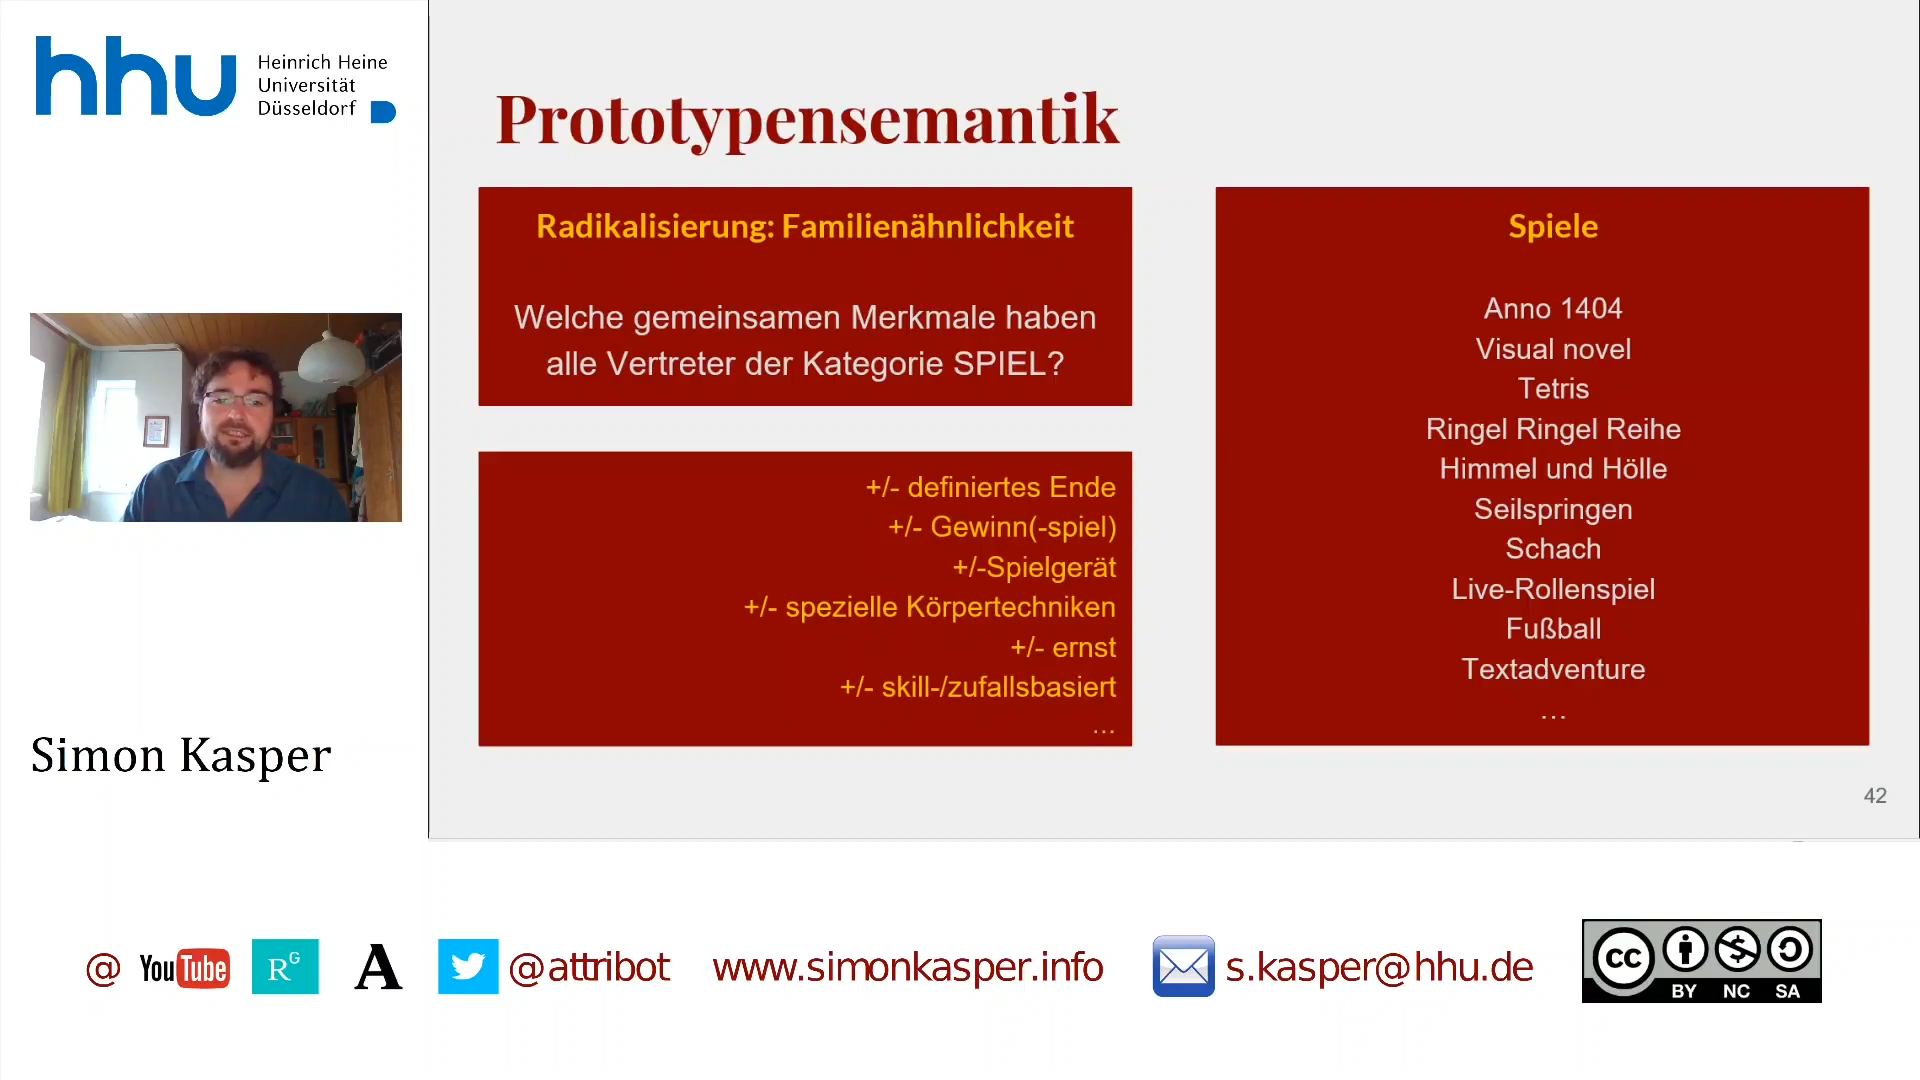 hhu
Heinrich Heine
Universität
Düsseldorf
Simon Kasper
Prototypensemantik
Radikalisierung: Familienähnlichkeit
Welche gemeinsamen Merkmale haben
alle Vertreter der Kategorie SPIEL?
+/- definiertes Ende
+/- Gewinn(-spiel)
+/-Spielgerät
+/- spezielle Körpertechniken
+/- ernst
+/- skill-/zufallsbasiert
...
Spiele
Anno 1404
Visual novel
Tetris
Ringel Ringel Reihe
Himmel und Hölle
Seilspringen
Schach
Live-Rollenspiel
Fußball
Textadventure
...
42
@ YouTube RG A @attribot www.simonkasper.info s.kasper@hhu.de
cc
BY NC SA